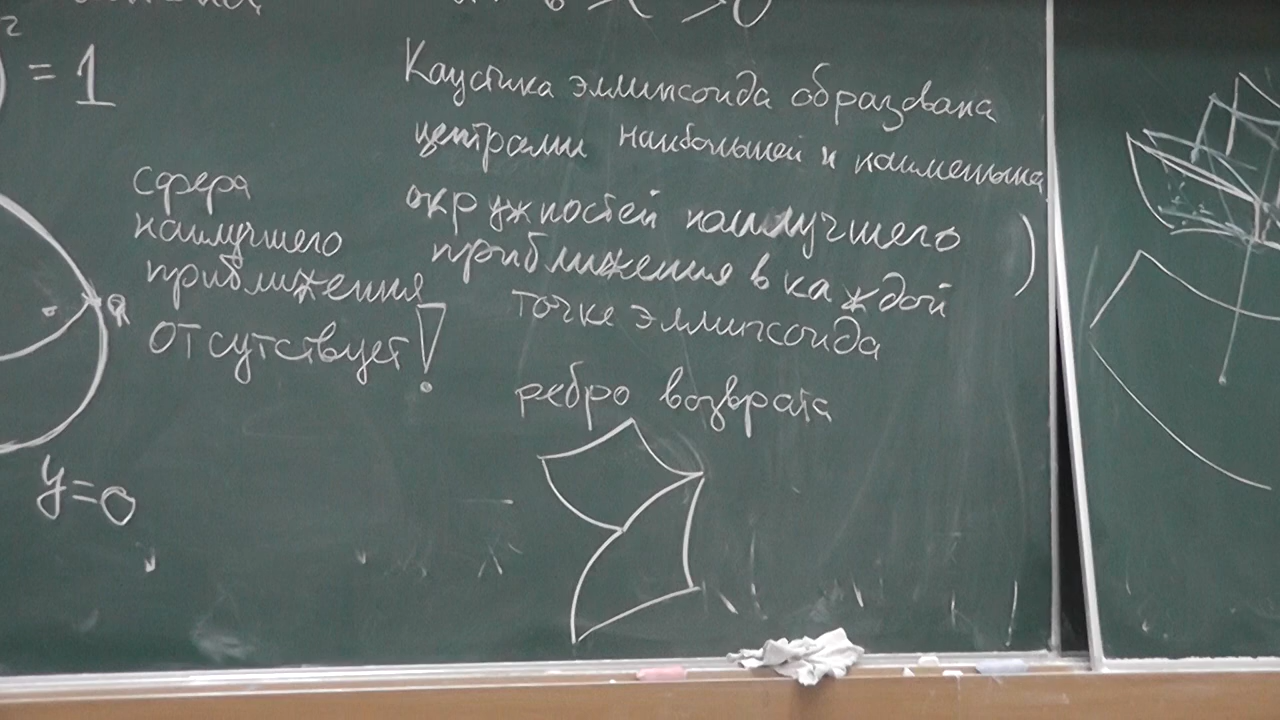 = 1
Каустика эллипсоида образована
центрами наибольшей и наименьша
окружностей наилучшего
приближения в каждой
точке эллипсоида
ребро возврата
сфера
наилучшего
приближения
отсутствует!
y=0